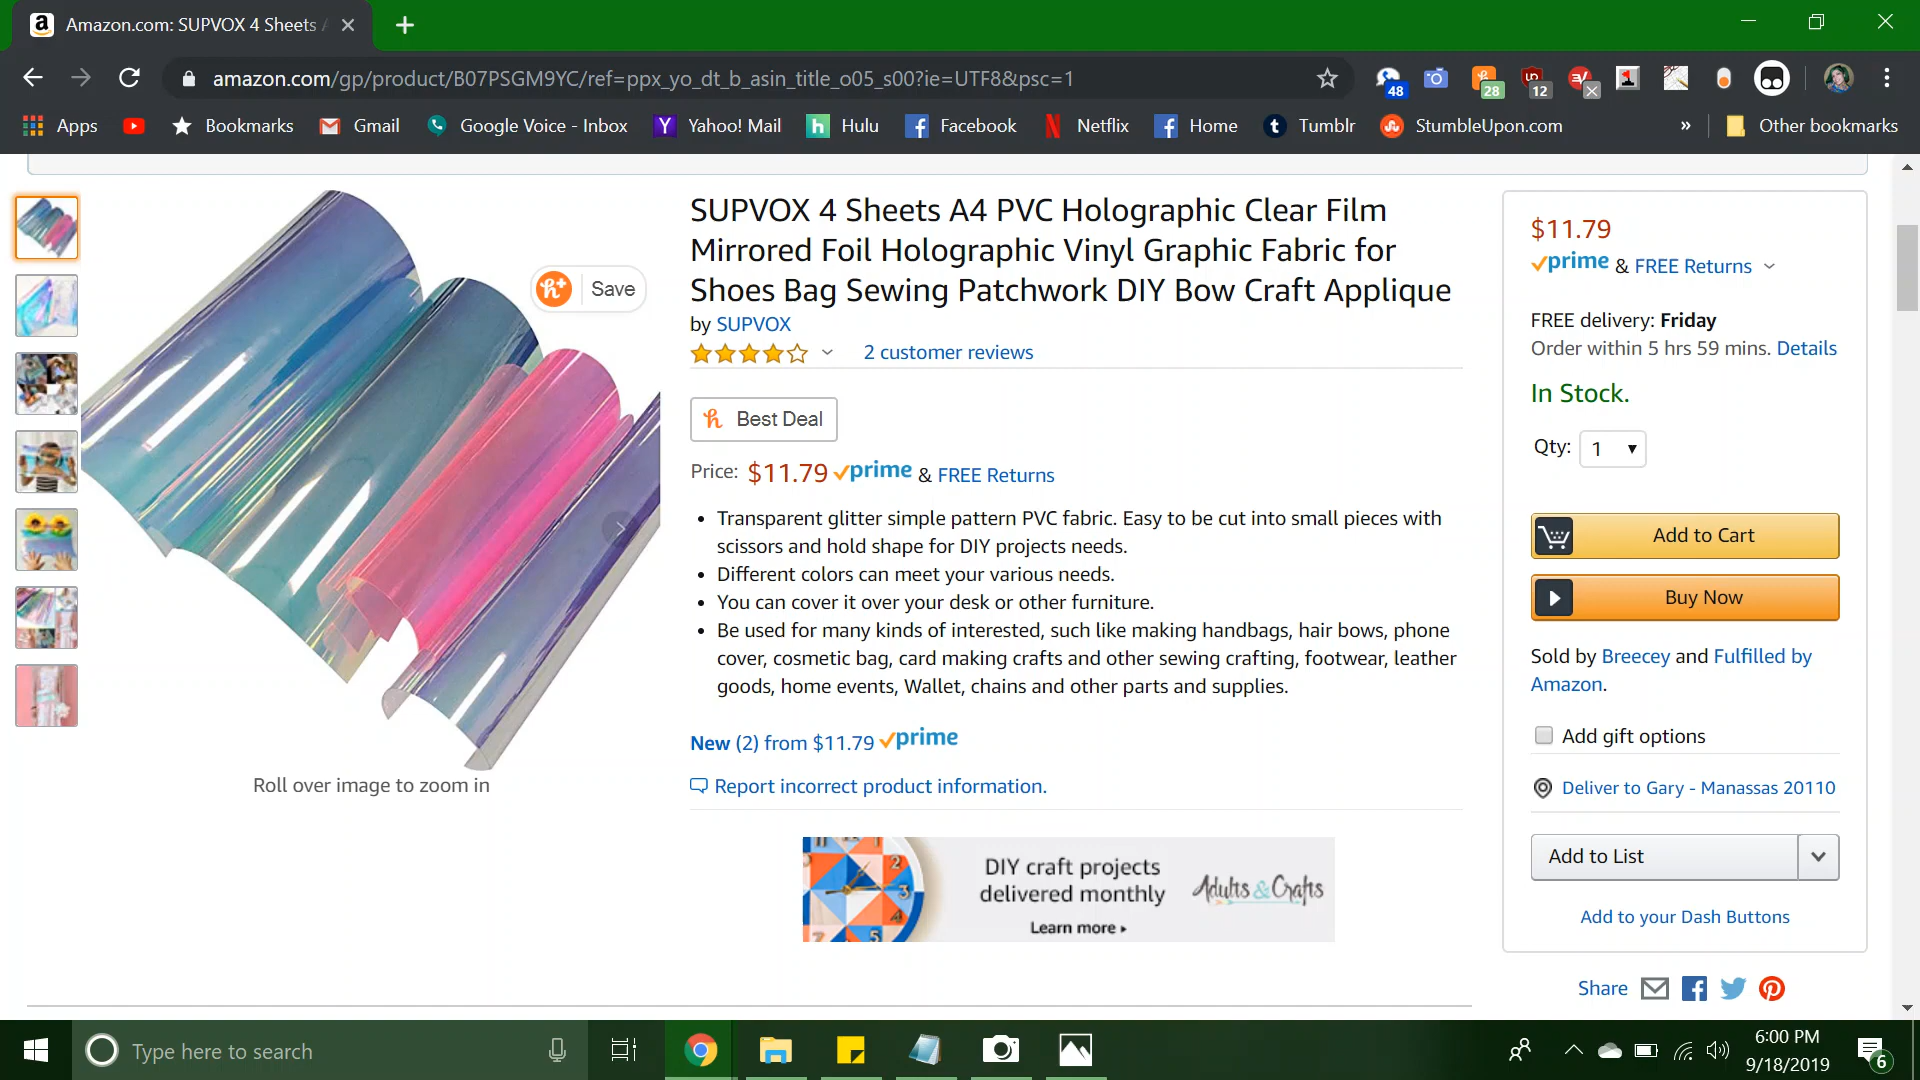 Amazon.com: SUPVOX 4 Sheets
amazon.com/gp/product/B07PSGM9YC/ref=ppx_yo_dt_b_asin_title_o05_s00?ie=UTF8&psc=1
48
28
12
Apps
Bookmarks
Gmail
Google Voice - Inbox
Yahoo! Mail
Hulu
Facebook
Netflix
Home
Tumblr
StumbleUpon.com
»
Other bookmarks
Save
SUPVOX 4 Sheets A4 PVC Holographic Clear Film
Mirrored Foil Holographic Vinyl Graphic Fabric for
Shoes Bag Sewing Patchwork DIY Bow Craft Applique
by SUPVOX
2 customer reviews
Best Deal
Price: $11.79 prime & FREE Returns
• Transparent glitter simple pattern PVC fabric. Easy to be cut into small pieces with
scissors and hold shape for DIY projects needs.
• Different colors can meet your various needs.
• You can cover it over your desk or other furniture.
• Be used for many kinds of interested, such like making handbags, hair bows, phone
cover, cosmetic bag, card making crafts and other sewing crafting, footwear, leather
goods, home events, Wallet, chains and other parts and supplies.
New (2) from $11.79 prime
Report incorrect product information.
Roll over image to zoom in
DIY craft projects
delivered monthly
Learn more
Adults & Crafts
$11.79
prime & FREE Returns
FREE delivery: Friday
Order within 5 hrs 59 mins. Details
In Stock.
Qty: 1
Add to Cart
Buy Now
Sold by Breecey and Fulfilled by
Amazon.
Add gift options
Deliver to Gary - Manassas 20110
Add to List
Add to your Dash Buttons
Share
Type here to search
6:00 PM
9/18/2019
6